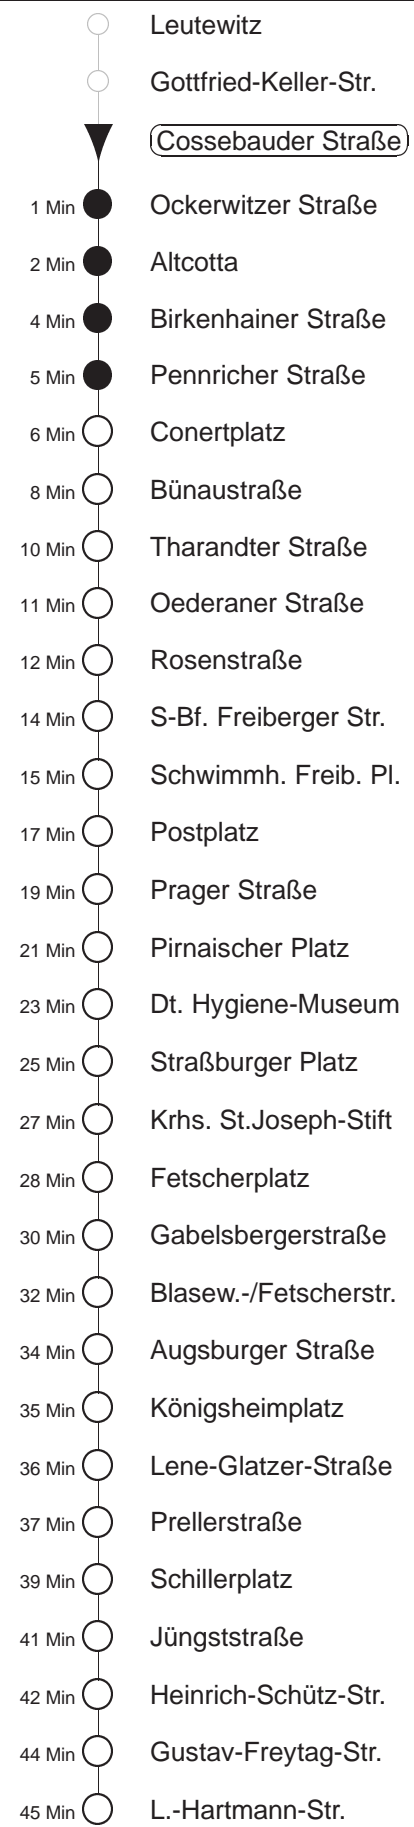 Leutewitz
Gottfried-Keller-Str.
Cossebauder Straße
1 Min Ockerwitzer Straße
2 Min Altcotta
4 Min Birkenhainer Straße
5 Min Pennricher Straße
6 Min Conertplatz
8 Min Bünaustraße
10 Min Tharandter Straße
11 Min Oederaner Straße
12 Min Rosenstraße
14 Min S-Bf. Freiberger Str.
15 Min Schwimmh. Freib. Pl.
17 Min Postplatz
19 Min Prager Straße
21 Min Pirnaischer Platz
23 Min Dt. Hygiene-Museum
25 Min Straßburger Platz
27 Min Krhs. St.Joseph-Stift
28 Min Fetscherplatz
30 Min Gabelsbergerstraße
32 Min Blasew.-/Fetscherstr.
34 Min Augsburger Straße
35 Min Königsheimplatz
36 Min Lene-Glatzer-Straße
37 Min Prellerstraße
39 Min Schillerplatz
41 Min Jüngststraße
42 Min Heinrich-Schütz-Str.
44 Min Gustav-Freytag-Str.
45 Min L.-Hartmann-Str.